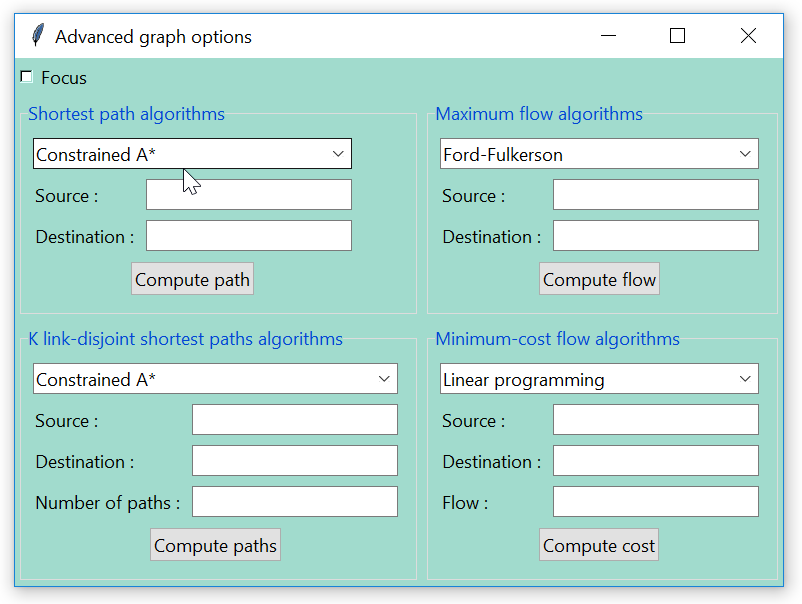 Advanced graph options
Focus
Shortest path algorithms
Constrained A*
Source :
Destination :
Compute path
Maximum flow algorithms
Ford-Fulkerson
Source :
Destination :
Compute flow
K link-disjoint shortest paths algorithms
Constrained A*
Source :
Destination :
Number of paths :
Compute paths
Minimum-cost flow algorithms
Linear programming
Source :
Destination :
Flow :
Compute cost